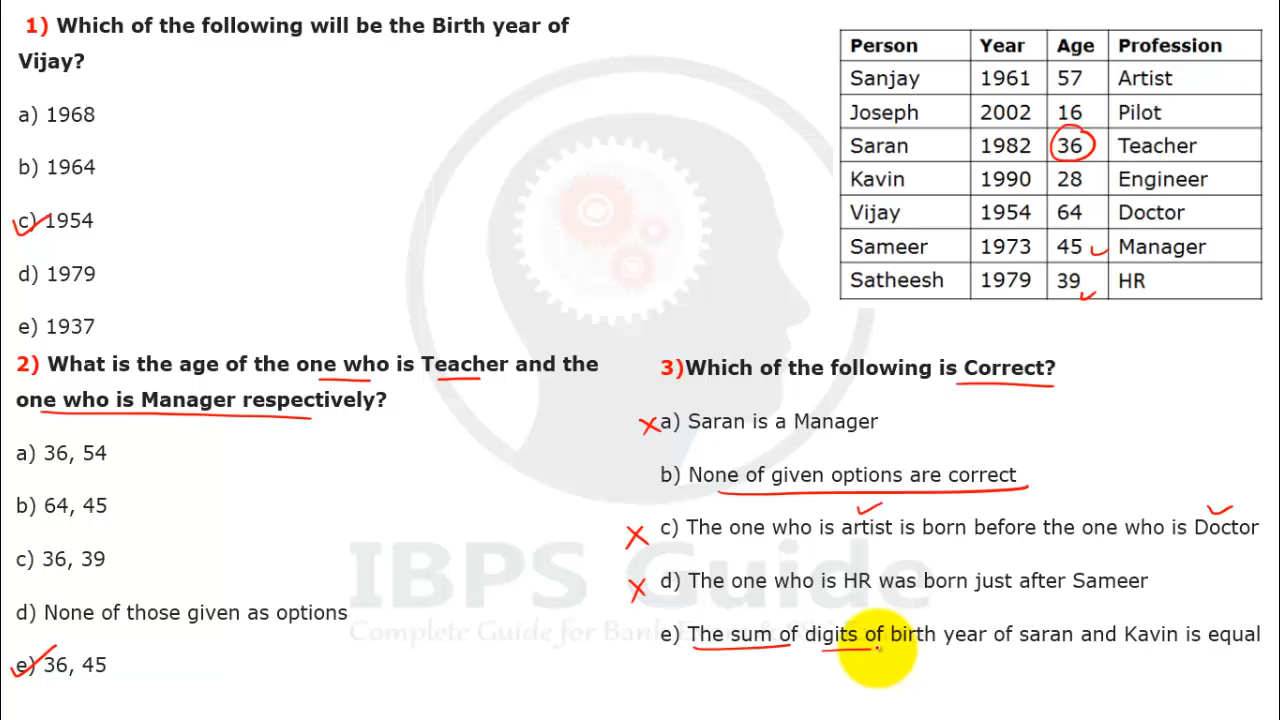 1) Which of the following will be the Birth year of
Vijay?
a) 1968
b) 1964
c) 1954
d) 1979
e) 1937
2) What is the age of the one who is Teacher and the
one who is Manager respectively?
a) 36, 54
b) 64, 45
c) 36, 39
d) None of those given as options
e) 36, 45
Person Year Age Profession
Sanjay 1961 57 Artist
Joseph 2002 16 Pilot
Saran 1982 36 Teacher
Kavin 1990 28 Engineer
Vijay 1954 64 Doctor
Sameer 1973 45 Manager
Satheesh 1979 39 HR
3)Which of the following is Correct?
a) Saran is a Manager
b) None of given options are correct
c) The one who is artist is born before the one who is Doctor
d) The one who is HR was born just after Sameer
e) The sum of digits of birth year of saran and Kavin is equal
IBPS Guide
Complete Guide for Bank